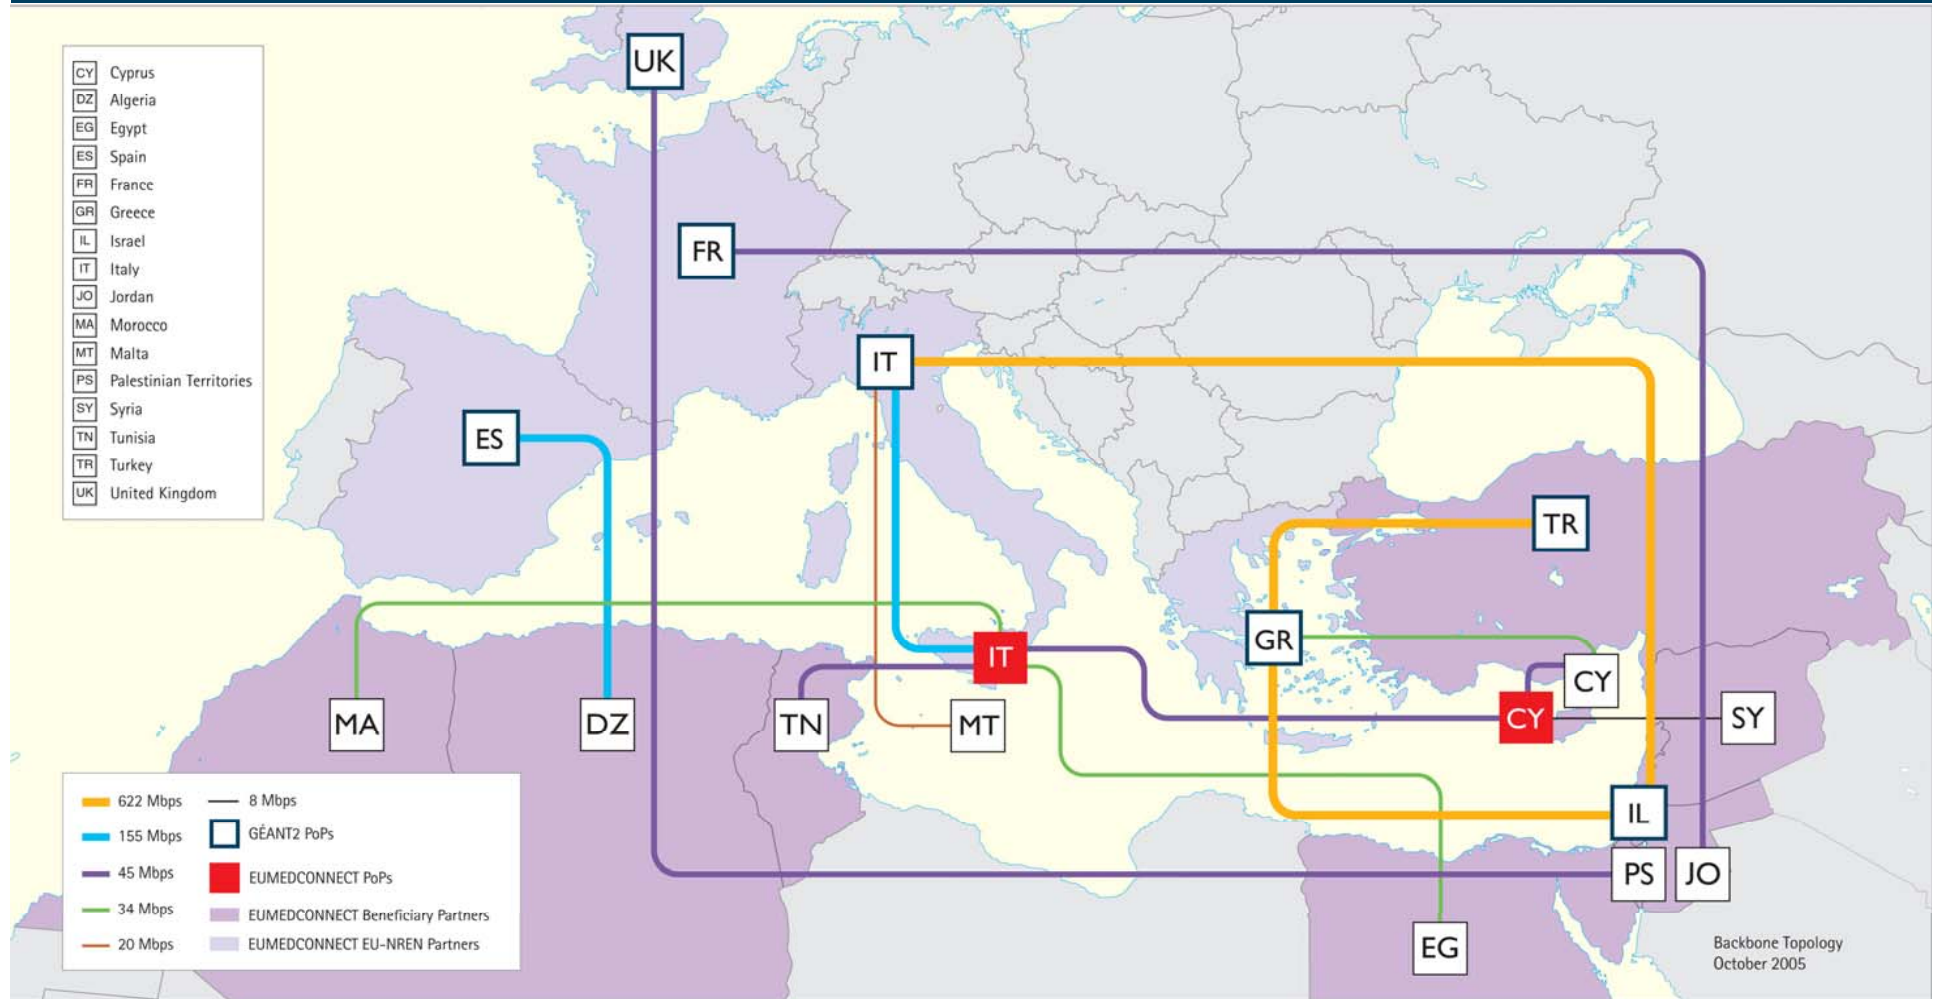 CY Cyprus
DZ Algeria
EG Egypt
ES Spain
FR France
GR Greece
IL Israel
IT Italy
JO Jordan
MA Morocco
MT Malta
PS Palestinian Territories
SY Syria
TN Tunisia
TR Turkey
UK United Kingdom
UK
FR
IT
ES
TR
GR
IT
CY
MA
DZ
TN
MT
CY
SY
IL
PS
JO
EG
622 Mbps
155 Mbps
45 Mbps
34 Mbps
20 Mbps
8 Mbps
GÉANT2 PoPs
EUMEDCONNECT PoPs
EUMEDCONNECT Beneficiary Partners
EUMEDCONNECT EU-NREN Partners
Backbone Topology
October 2005